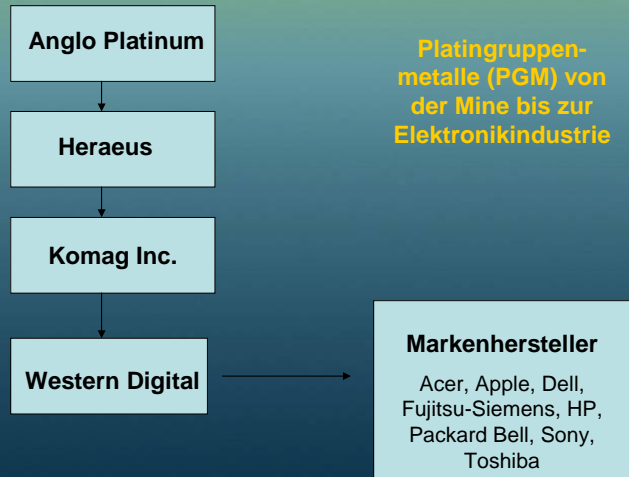 Anglo Platinum
Platingruppen-
metalle (PGM) von
der Mine bis zur
Elektronikindustrie
Heraeus
Komag Inc.
Western Digital
Markenhersteller
Acer, Apple, Dell,
Fujitsu-Siemens, HP,
Packard Bell, Sony,
Toshiba